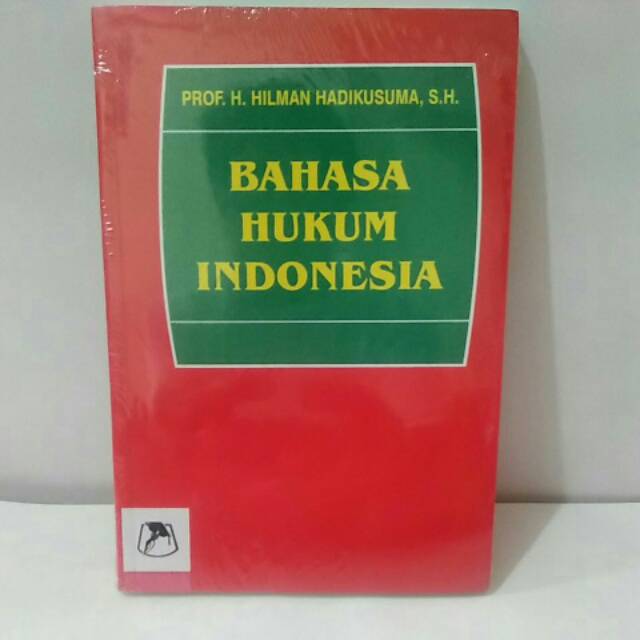 PROF. H. HILMAN HADIKUSUMA, S.H.
BAHASA
HUKUM
INDONESIA